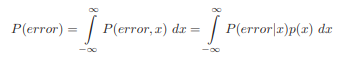 P(error) = ∫_{-∞}^{∞} P(error, x) dx = ∫_{-∞}^{∞} P(error|x)p(x) dx